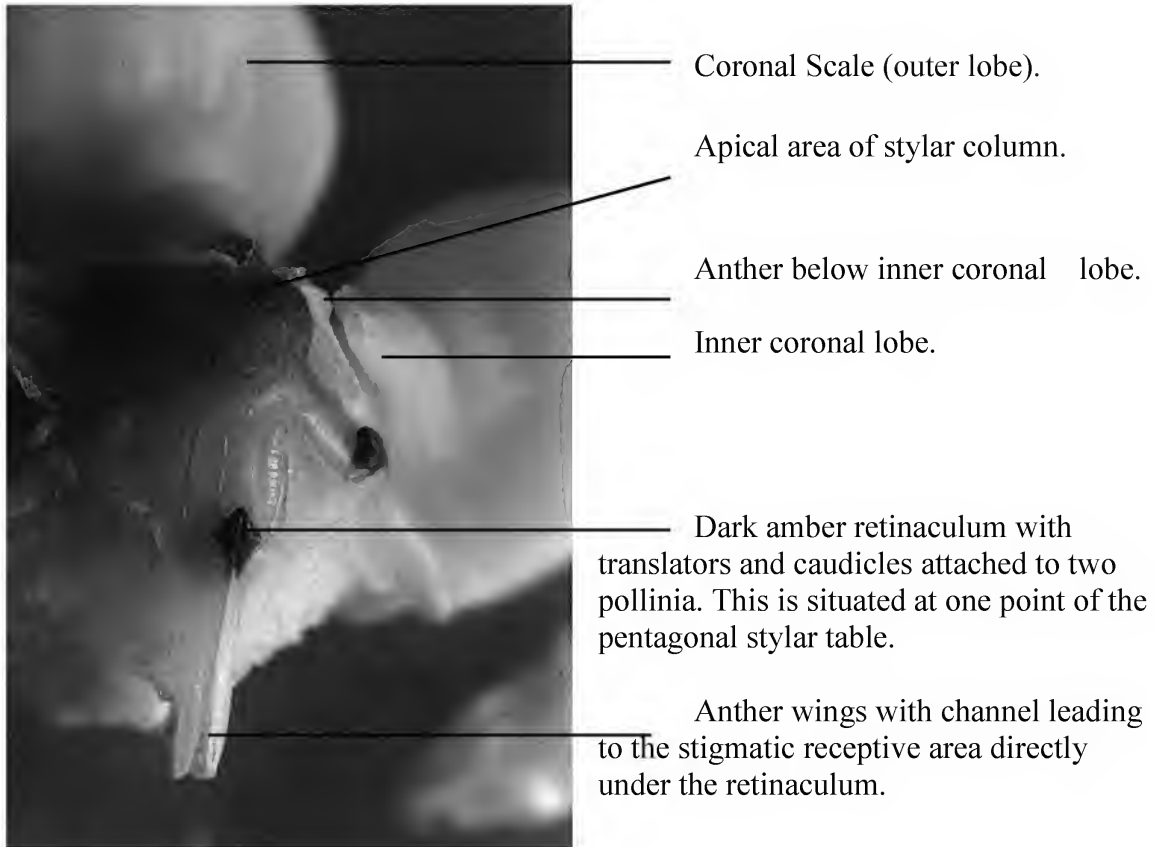 Coronal Scale (outer lobe).
Apical area of stylar column.
Anther below inner coronal lobe.
Inner coronal lobe.
Dark amber retinaculum with
translators and caudicles attached to two
pollinia. This is situated at one point of the
pentagonal stylar table.
Anther wings with channel leading
to the stigmatic receptive area directly
under the retinaculum.